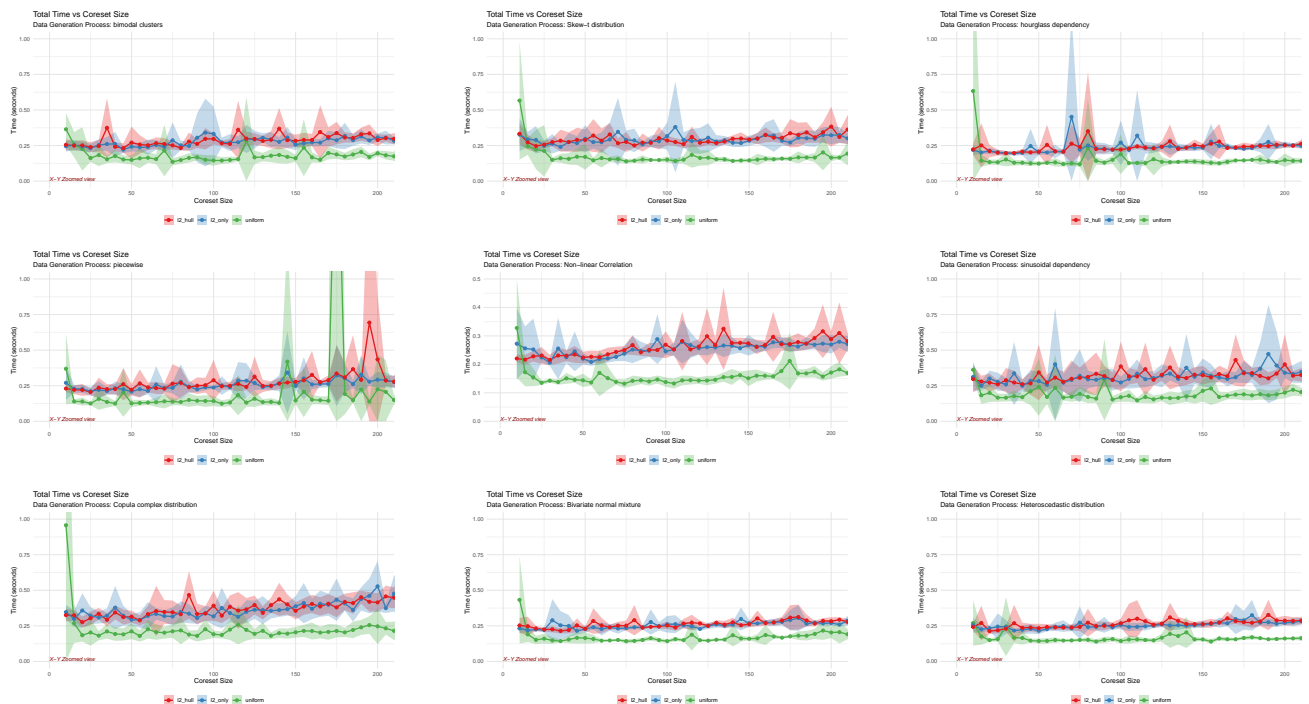 Total Time vs Coreset Size
Data Generation Process: bimodal clusters
1.00
0.75
0.50
0.25
0.00
Time (seconds)
X−Y Zoomed view
0 50 100 150 200
Coreset Size
l2_hull l2_only uniform
Total Time vs Coreset Size
Data Generation Process: Skew−t distribution
1.00
0.75
0.50
0.25
0.00
Time (seconds)
X−Y Zoomed view
0 50 100 150 200
Coreset Size
l2_hull l2_only uniform
Total Time vs Coreset Size
Data Generation Process: hourglass dependency
1.00
0.75
0.50
0.25
0.00
Time (seconds)
X−Y Zoomed view
0 50 100 150 200
Coreset Size
l2_hull l2_only uniform
Total Time vs Coreset Size
Data Generation Process: piecewise
1.00
0.75
0.50
0.25
0.00
Time (seconds)
X−Y Zoomed view
0 50 100 150 200
Coreset Size
l2_hull l2_only uniform
Total Time vs Coreset Size
Data Generation Process: Non−linear Correlation
0.5
0.4
0.3
0.2
0.1
0.0
Time (seconds)
X−Y Zoomed view
0 50 100 150 200
Coreset Size
l2_hull l2_only uniform
Total Time vs Coreset Size
Data Generation Process: sinusoidal dependency
1.00
0.75
0.50
0.25
0.00
Time (seconds)
X−Y Zoomed view
0 50 100 150 200
Coreset Size
l2_hull l2_only uniform
Total Time vs Coreset Size
Data Generation Process: Copula complex distribution
1.00
0.75
0.50
0.25
0.00
Time (seconds)
X−Y Zoomed view
0 50 100 150 200
Coreset Size
l2_hull l2_only uniform
Total Time vs Coreset Size
Data Generation Process: Bivariate normal mixture
1.00
0.75
0.50
0.25
0.00
Time (seconds)
X−Y Zoomed view
0 50 100 150 200
Coreset Size
l2_hull l2_only uniform
Total Time vs Coreset Size
Data Generation Process: Heteroscedastic distribution
1.00
0.75
0.50
0.25
0.00
Time (seconds)
X−Y Zoomed view
0 50 100 150 200
Coreset Size
l2_hull l2_only uniform